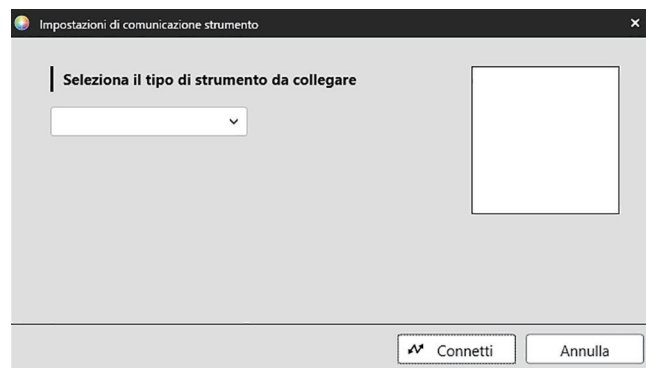 Impostazioni di comunicazione strumento
Seleziona il tipo di strumento da collegare
Connetti
Annulla